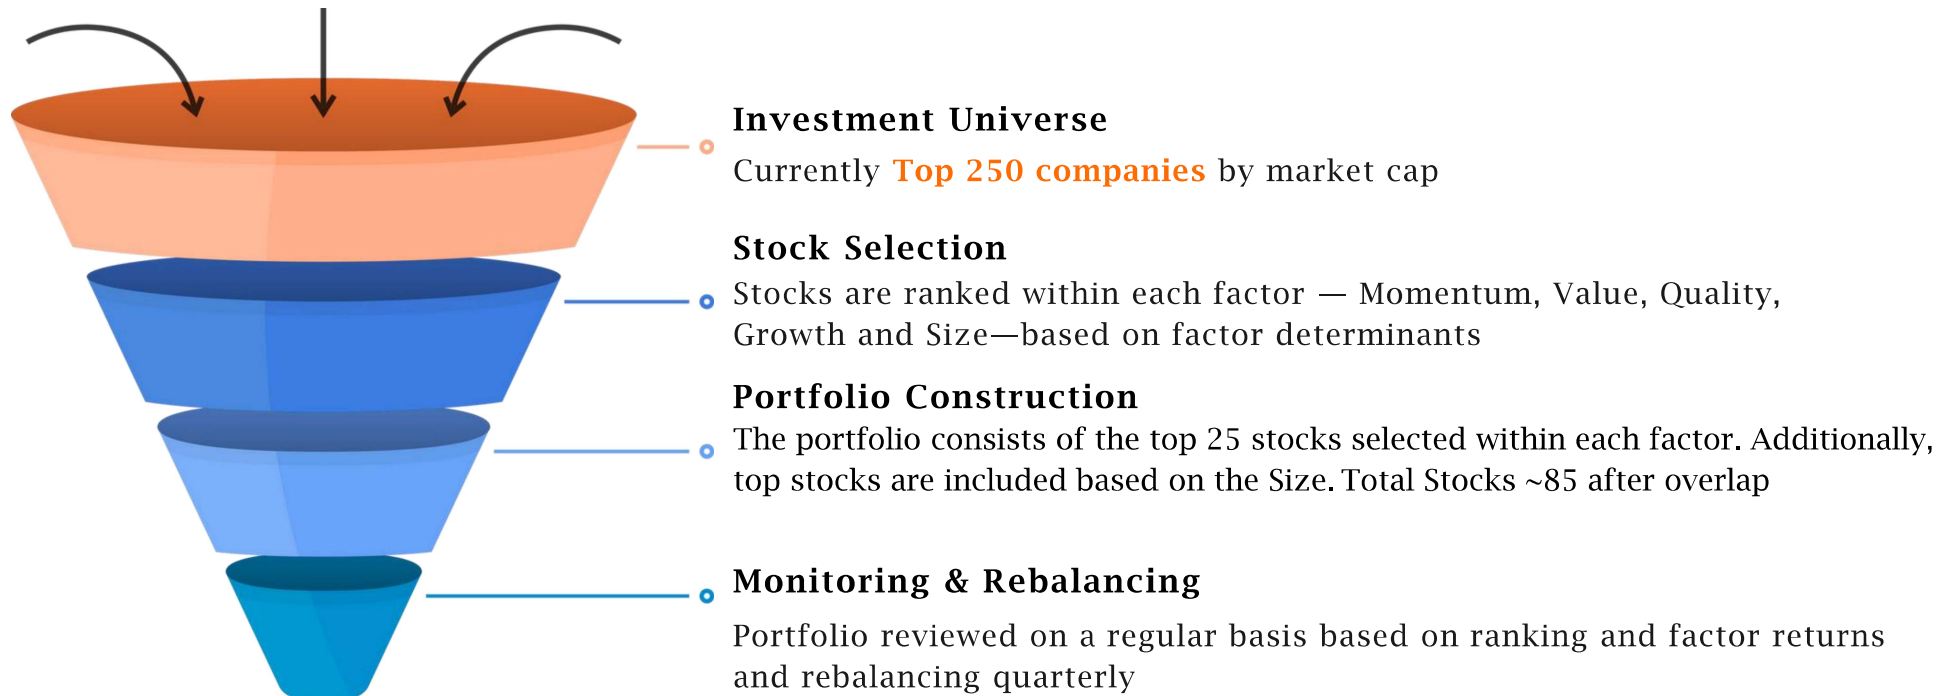 Investment Universe
Currently Top 250 companies by market cap
Stock Selection
Stocks are ranked within each factor — Momentum, Value, Quality,
Growth and Size—based on factor determinants
Portfolio Construction
The portfolio consists of the top 25 stocks selected within each factor. Additionally,
top stocks are included based on the Size. Total Stocks ~85 after overlap
Monitoring & Rebalancing
Portfolio reviewed on a regular basis based on ranking and factor returns
and rebalancing quarterly